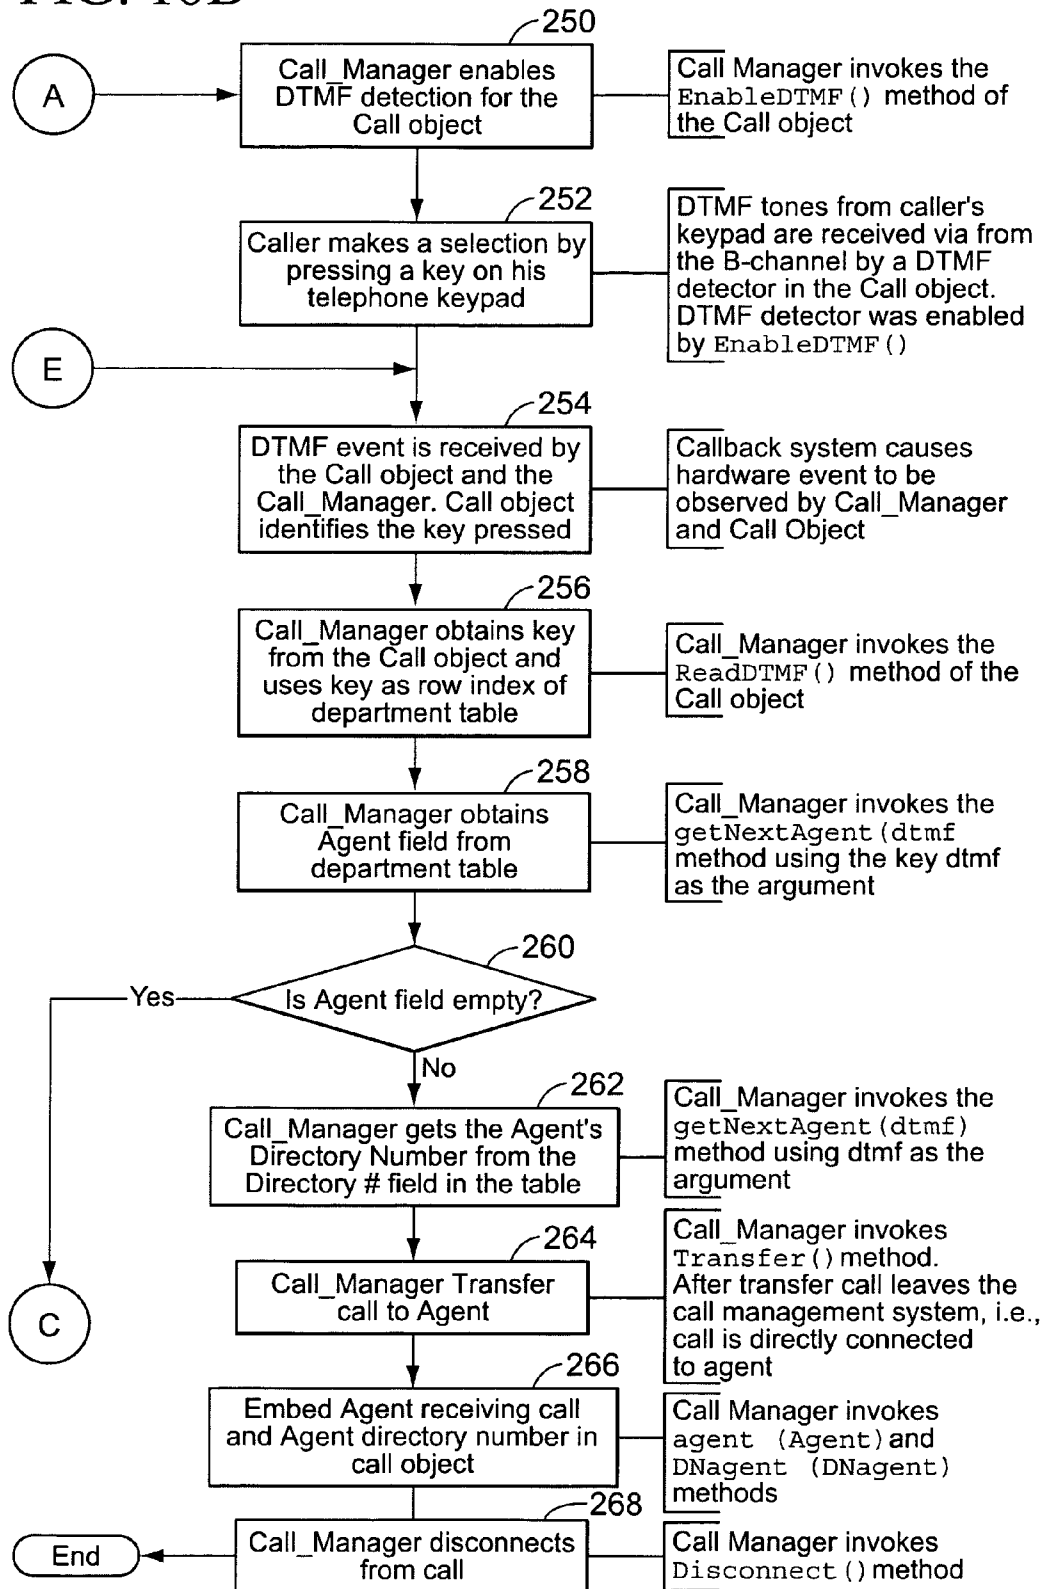 FIG. 10B
250
A
Call_Manager enables
DTMF detection for the
Call object
Call Manager invokes the
EnableDTMF() method of
the Call object
252
Caller makes a selection by
pressing a key on his
telephone keypad
DTMF tones from caller's
keypad are received via from
the B-channel by a DTMF
detector in the Call object.
DTMF detector was enabled
by EnableDTMF()
E
254
DTMF event is received by
the Call object and the
Call_Manager. Call object
identifies the key pressed
Callback system causes
hardware event to be
observed by Call_Manager
and Call Object
256
Call_Manager obtains key
from the Call object and
uses key as row index of
department table
Call_Manager invokes the
ReadDTMF() method of the
Call object
258
Call_Manager obtains
Agent field from
department table
Call_Manager invokes the
getNextAgent(dtmf
method using the key dtmf
as the argument
260
Yes
Is Agent field empty?
No
262
Call_Manager gets the Agent's
Directory Number from the
Directory # field in the table
Call_Manager invokes the
getNextAgent(dtmf)
method using dtmf as the
argument
264
C
Call_Manager Transfer
call to Agent
Call_Manager invokes
Transfer() method.
After transfer call leaves the
call management system, i.e.,
call is directly connected
to agent
266
Embed Agent receiving call
and Agent directory number in
call object
Call Manager invokes
agent (Agent) and
DNagent (DNagent)
methods
268
End
Call_Manager disconnects
from call
Call Manager invokes
Disconnect() method